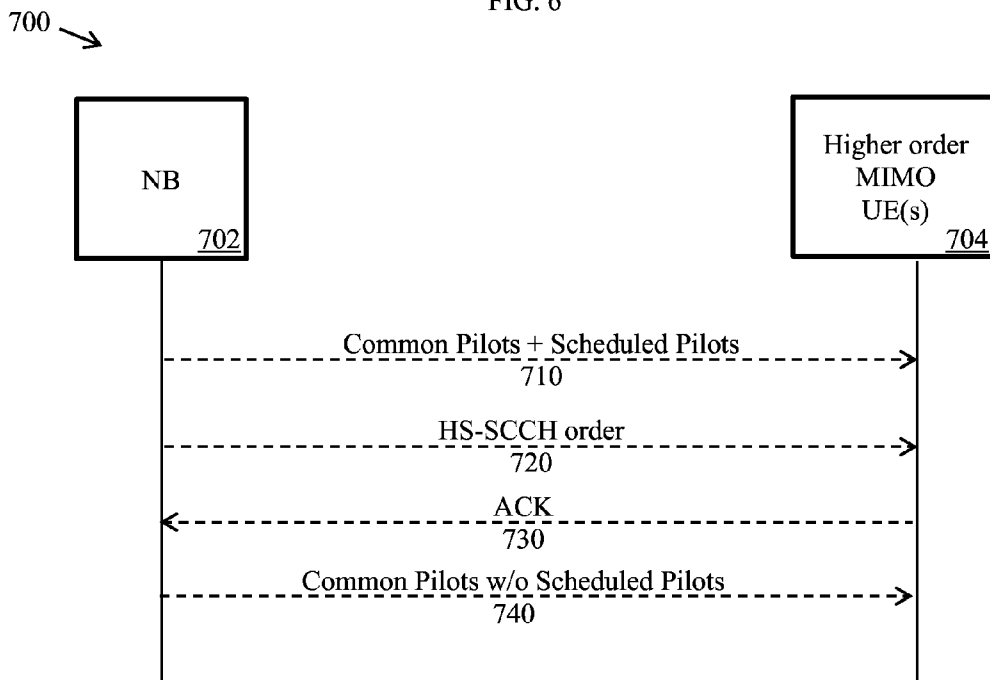 FIG. 6
700
NB
702
Higher order
MIMO
UE(s)
704
Common Pilots + Scheduled Pilots
710
HS-SCCH order
720
ACK
730
Common Pilots w/o Scheduled Pilots
740